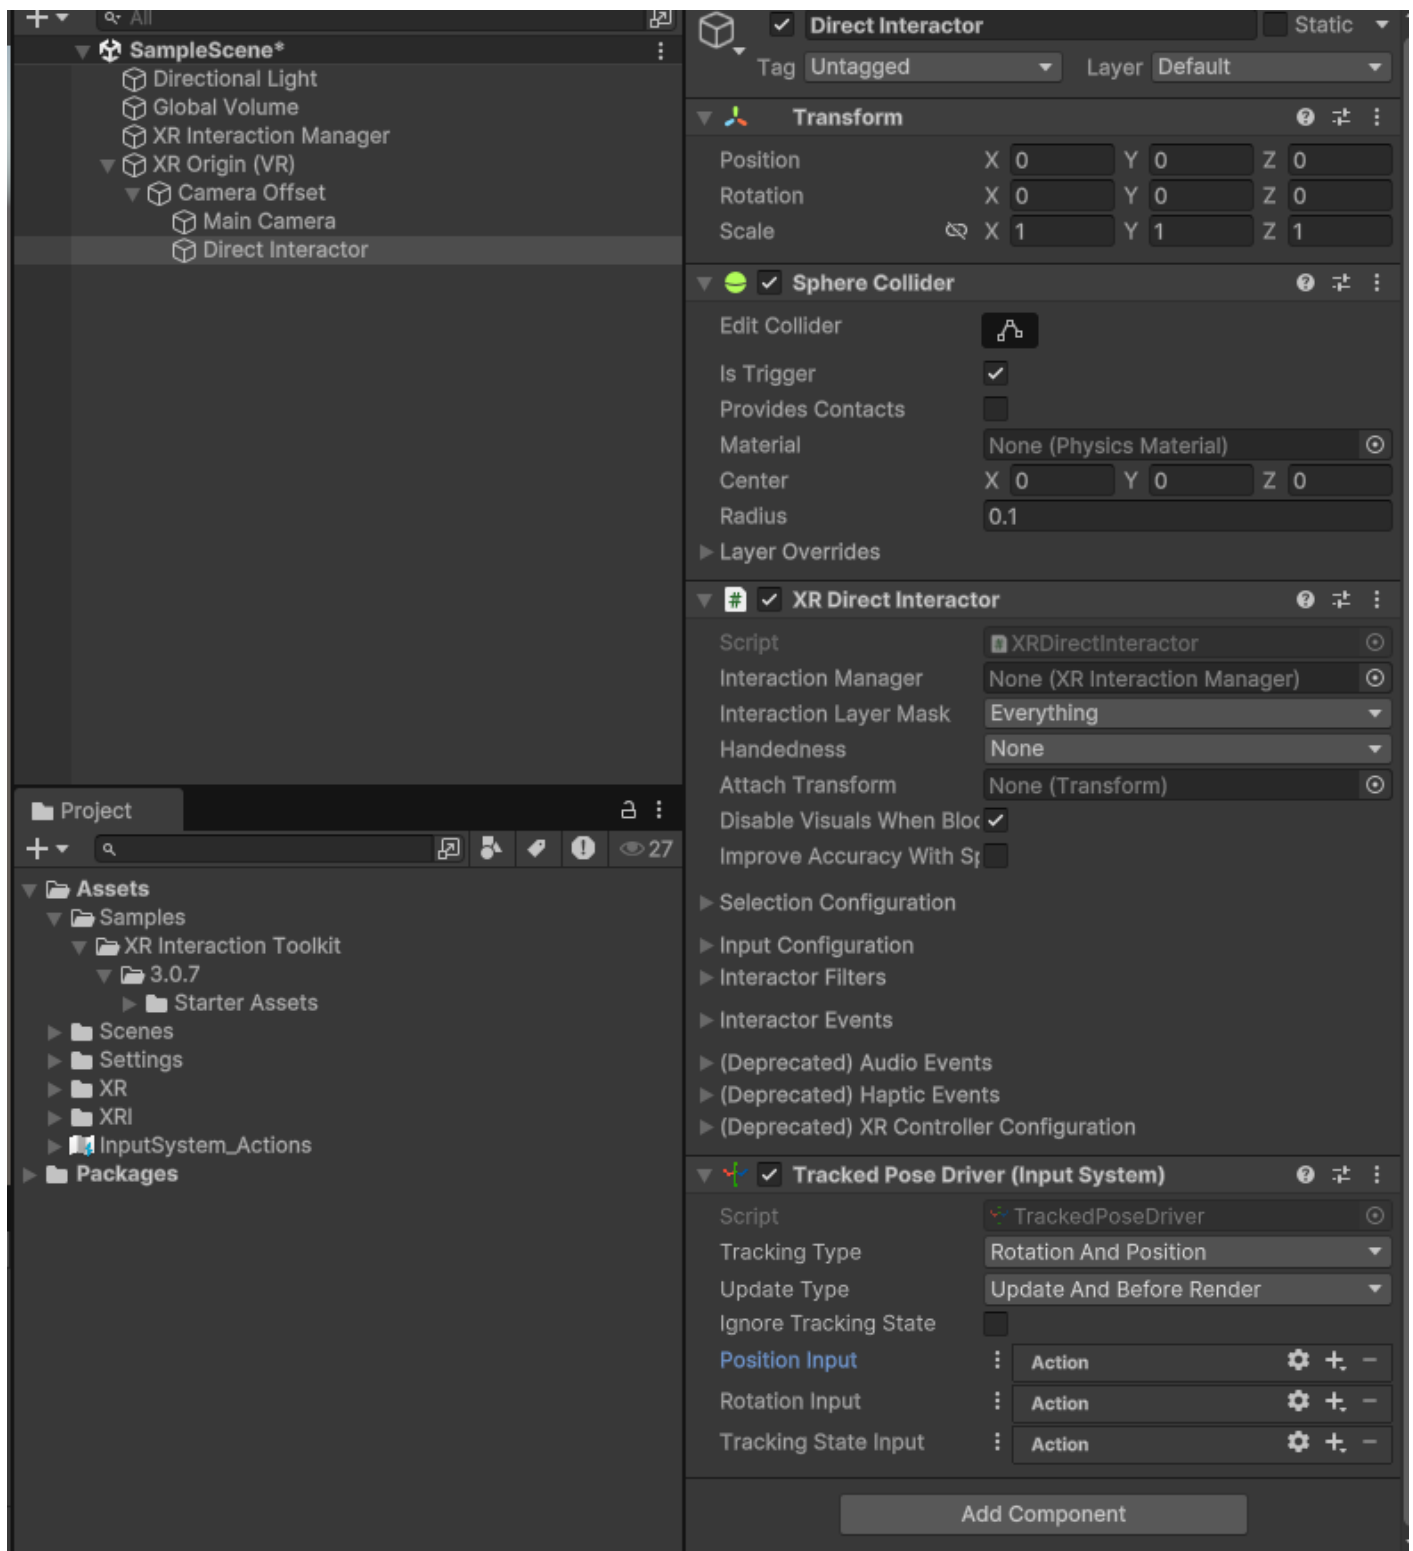 All
SampleScene*
Directional Light
Global Volume
XR Interaction Manager
XR Origin (VR)
Camera Offset
Main Camera
Direct Interactor
Project
27
Assets
Samples
XR Interaction Toolkit
3.0.7
Starter Assets
Scenes
Settings
XR
XRI
InputSystem_Actions
Packages
Direct Interactor Static
Tag Untagged Layer Default
Transform
Position X 0 Y 0 Z 0
Rotation X 0 Y 0 Z 0
Scale X 1 Y 1 Z 1
Sphere Collider
Edit Collider
Is Trigger
Provides Contacts
Material None (Physics Material)
Center X 0 Y 0 Z 0
Radius 0.1
Layer Overrides
# XR Direct Interactor
Script XRDirectInteractor
Interaction Manager None (XR Interaction Manager)
Interaction Layer Mask Everything
Handedness None
Attach Transform None (Transform)
Disable Visuals When Bloc
Improve Accuracy With Sp
Selection Configuration
Input Configuration
Interactor Filters
Interactor Events
(Deprecated) Audio Events
(Deprecated) Haptic Events
(Deprecated) XR Controller Configuration
Tracked Pose Driver (Input System)
Script TrackedPoseDriver
Tracking Type Rotation And Position
Update Type Update And Before Render
Ignore Tracking State
Position Input Action
Rotation Input Action
Tracking State Input Action
Add Component